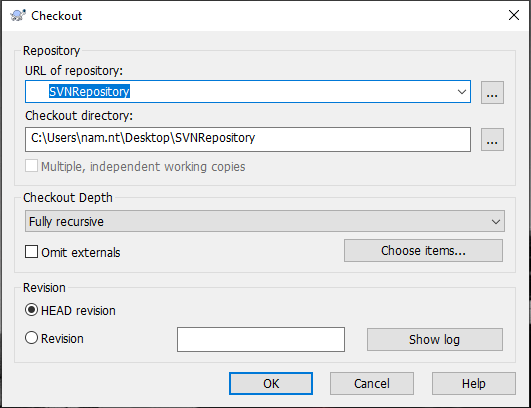 Checkout
Repository
URL of repository:
SVNRepository
...
Checkout directory:
C:\Users\nam.nt\Desktop\SVNRepository
...
Multiple, independent working copies
Checkout Depth
Fully recursive
Omit externals
Choose items...
Revision
HEAD revision
Revision
Show log
OK
Cancel
Help